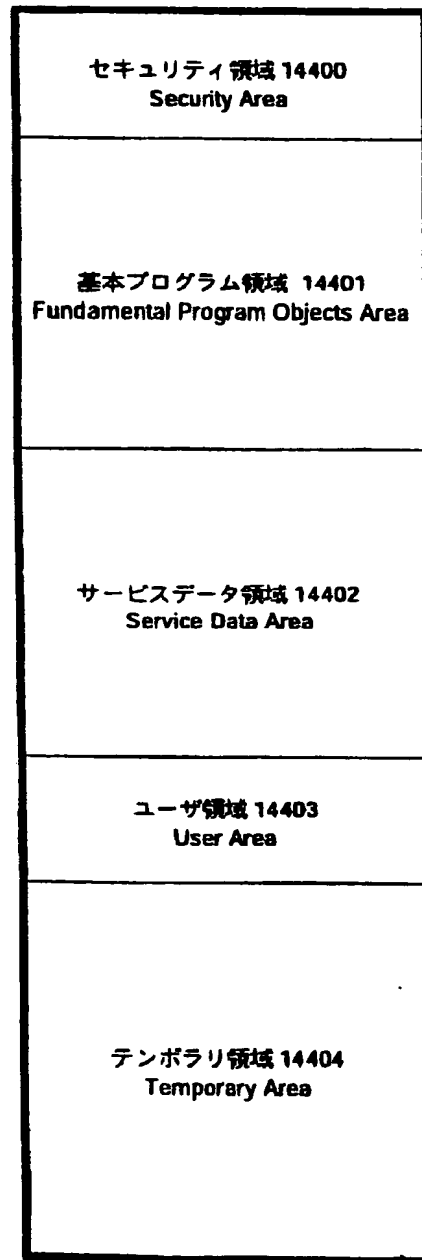 セキュリティ領域 14400
Security Area
基本プログラム領域 14401
Fundamental Program Objects Area
サービスデータ領域 14402
Service Data Area
ユーザ領域 14403
User Area
テンポラリ領域 14404
Temporary Area